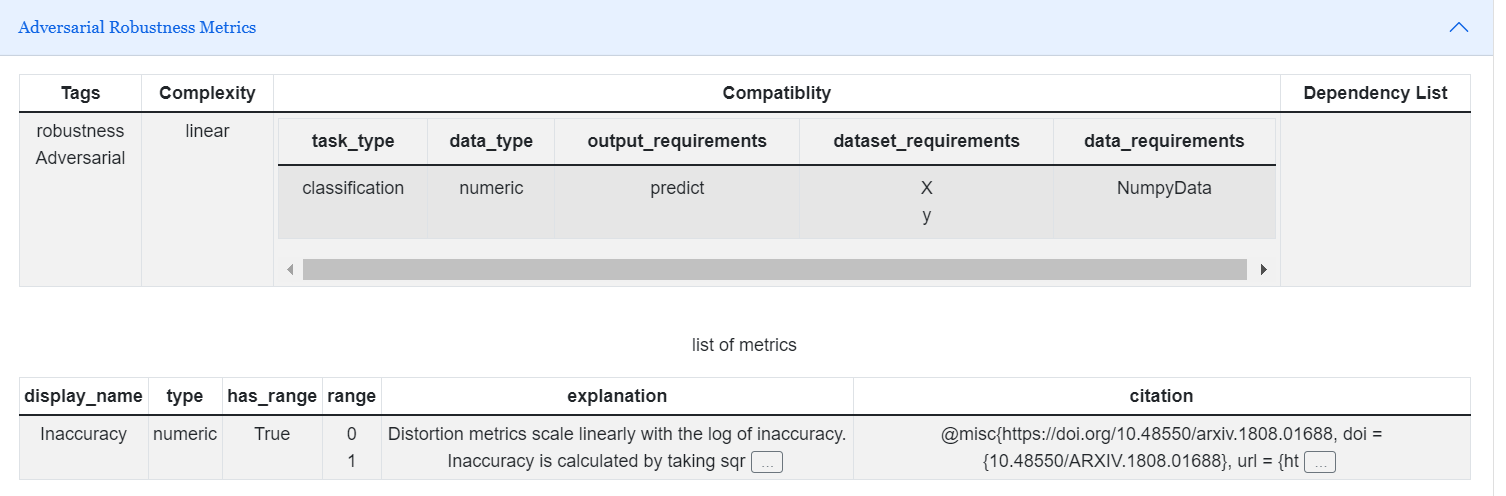 Adversarial Robustness Metrics
Tags Complexity Compatiblity Dependency List
robustness linear task_type data_type output_requirements dataset_requirements data_requirements
Adversarial
classification numeric predict X NumpyData
y
list of metrics
display_name type has_range range explanation citation
Inaccuracy numeric True 0 Distortion metrics scale linearly with the log of inaccuracy. @misc{https://doi.org/10.48550/arxiv.1808.01688, doi =
1 Inaccuracy is calculated by taking sqr ... {10.48550/ARXIV.1808.01688}, url = {ht ...